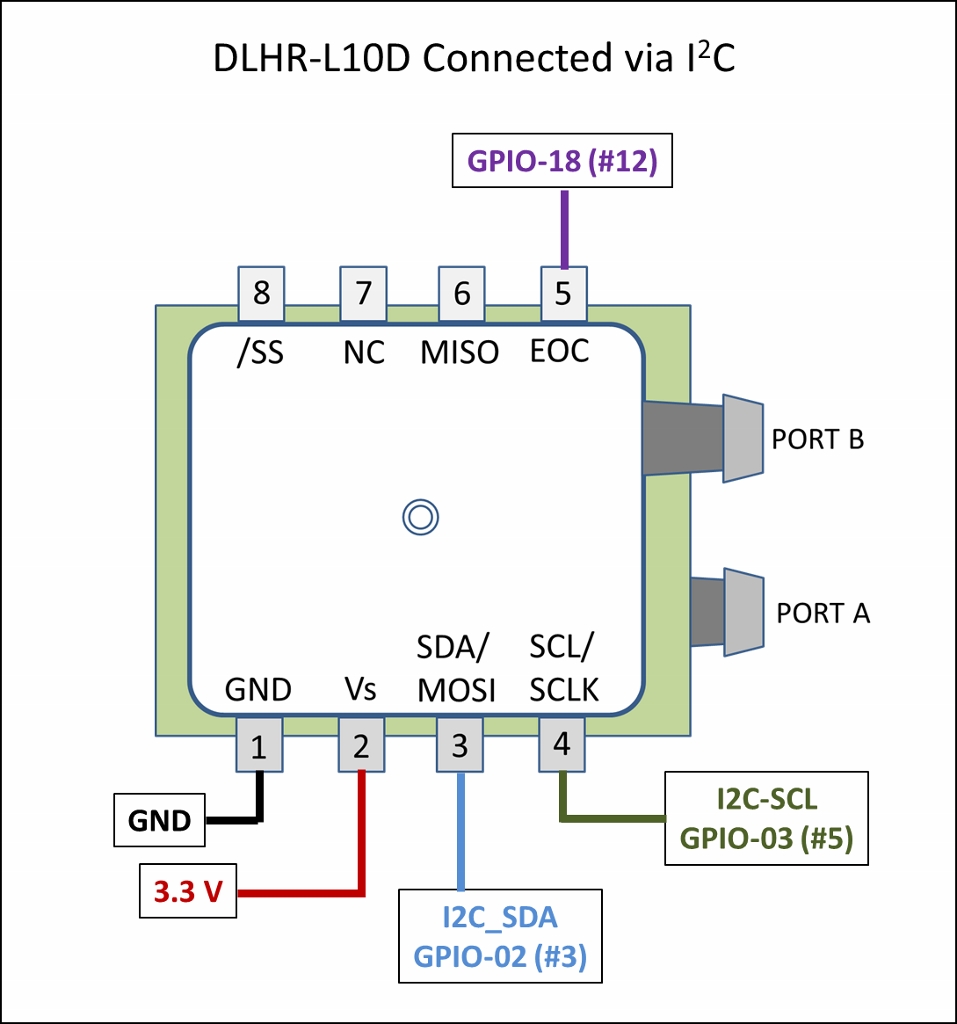 DLHR-L10D Connected via I²C
GPIO-18 (#12)
8 7 6 5
/SS NC MISO EOC
PORT B
PORT A
SDA/ SCL/
GND Vs MOSI SCLK
1 2 3 4
I2C-SCL
GPIO-03 (#5)
GND
3.3 V
I2C_SDA
GPIO-02 (#3)